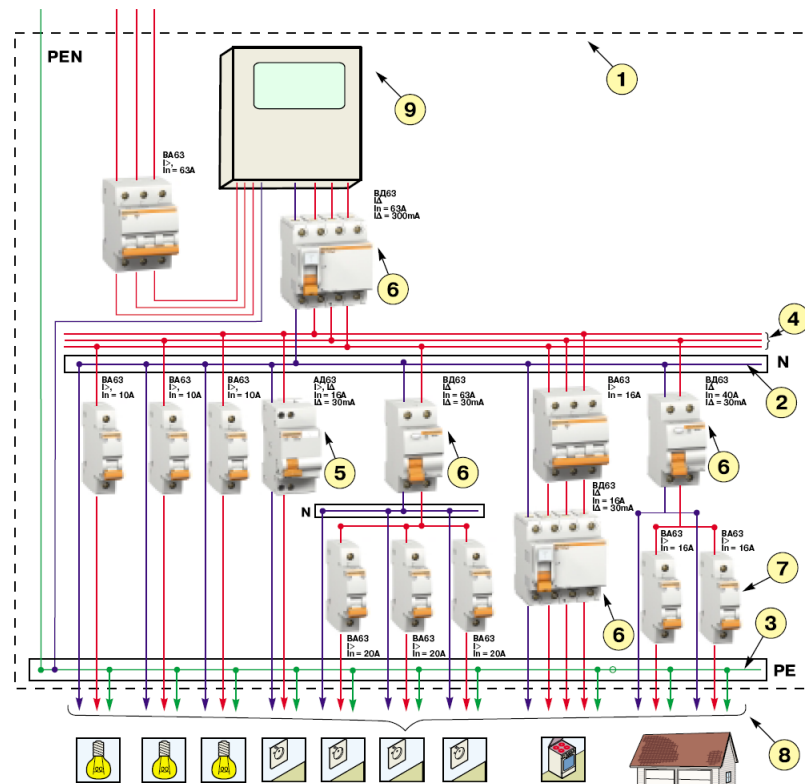 PEN
1
9
ВА63
I>,
In = 63A
ВД63
IΔ
In = 63A
IΔ = 300mA
6
4
N
2
ВА63
I>,
In = 10A
ВА63
I>,
In = 10A
ВА63
I>,
In = 10A
АД63
I>, IΔ
In = 16A
IΔ = 30mA
ВД63
IΔ
In = 63A
IΔ = 30mA
ВА63
I>
In = 16A
ВД63
IΔ
In = 40A
IΔ = 30mA
5
6
6
ВД63
IΔ
In = 16A
IΔ = 30mA
N
ВА63
I>
In = 16A
ВА63
I>
In = 16A
7
6
ВА63
I>
In = 20A
ВА63
I>
In = 20A
ВА63
I>
In = 20A
3
PE
8